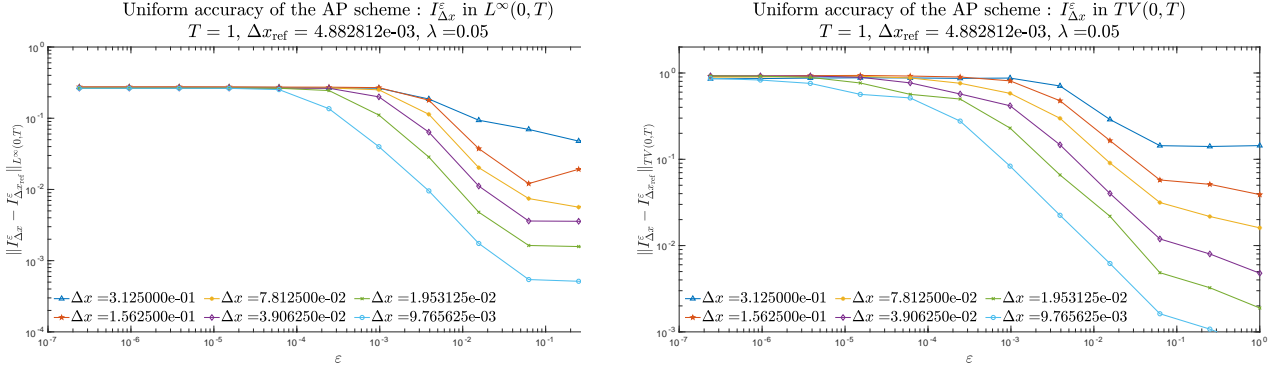 Uniform accuracy of the AP scheme : I^ε_Δx in L^∞(0, T)
T = 1, Δx_ref = 4.882812e-03, λ =0.05
10^0
10^-1
10^-2
10^-3
10^-4
||I^ε_Δx − I^ε_Δx_ref||_L^∞(0,T)
Δx =3.125000e-01 Δx =7.812500e-02 Δx =1.953125e-02
Δx =1.562500e-01 Δx =3.906250e-02 Δx =9.765625e-03
10^-7 10^-6 10^-5 10^-4 10^-3 10^-2 10^-1
ε
Uniform accuracy of the AP scheme : I^ε_Δx in TV(0, T)
T = 1, Δx_ref = 4.882812e-03, λ =0.05
10^0
10^-1
10^-2
10^-3
||I^ε_Δx − I^ε_Δx_ref||_TV(0,T)
Δx =3.125000e-01 Δx =7.812500e-02 Δx =1.953125e-02
Δx =1.562500e-01 Δx =3.906250e-02 Δx =9.765625e-03
10^-7 10^-6 10^-5 10^-4 10^-3 10^-2 10^-1 10^0
ε